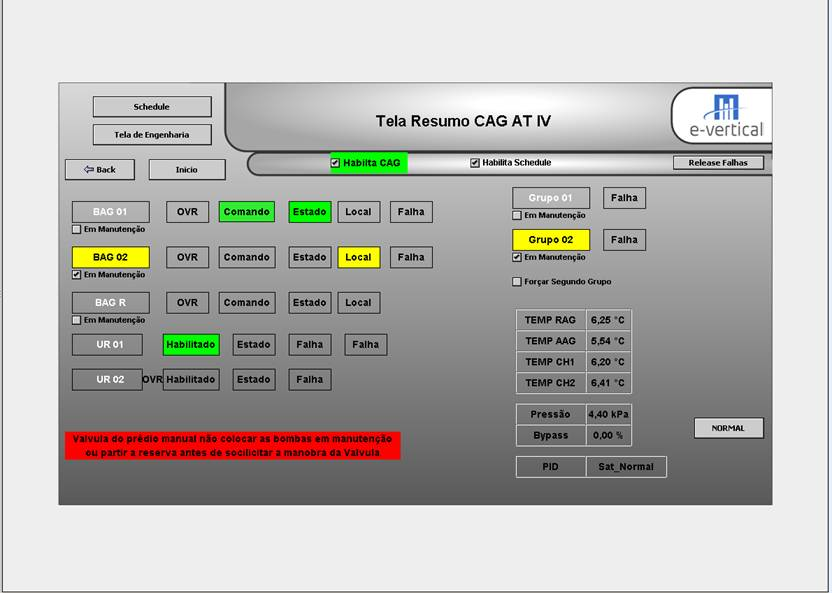 Schedule
Tela de Engenharia
Tela Resumo CAG AT IV
e-vertical
Back
Inicio
Habilta CAG
Habilita Schedule
Release Falhas
BAG 01 OVR Comando Estado Local Falha
Em Manutenção
BAG 02 OVR Comando Estado Local Falha
Em Manutenção
BAG R OVR Comando Estado Local
Em Manutenção
UR 01 Habilitado Estado Falha Falha
UR 02 OVR Habilitado Estado Falha
Valvula do prédio manual não colocar as bombas em manutenção
ou partir a reserva antes de socilicitar a manobra da Valvula
Grupo 01 Falha
Em Manutenção
Grupo 02 Falha
Em Manutenção
Forçar Segundo Grupo
TEMP RAG 6,25 °C
TEMP AAG 5,54 °C
TEMP CH1 6,20 °C
TEMP CH2 6,41 °C
Pressão 4,40 kPa
Bypass 0,00 %
NORMAL
PID Sat_Normal